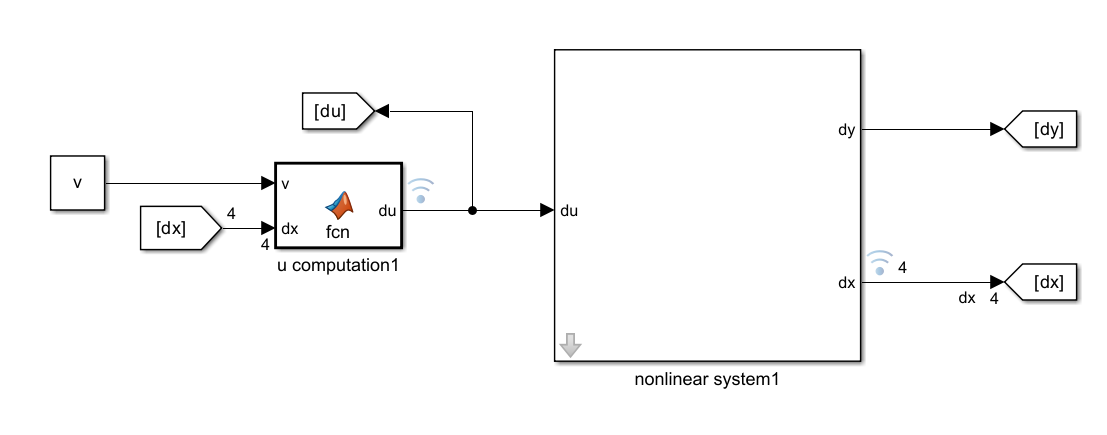 [du]
dy
[dy]
v
v
[dx]
4
4
dx
fcn
du
u computation1
du
dx
4
dx
4
[dx]
nonlinear system1